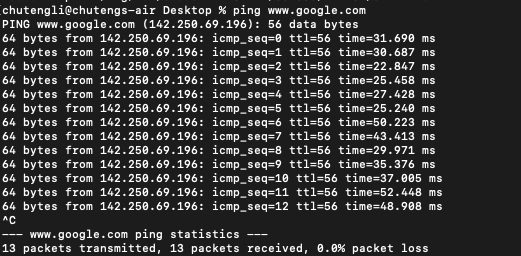 [chutengli@chutengs-air Desktop % ping www.google.com
PING www.google.com (142.250.69.196): 56 data bytes
64 bytes from 142.250.69.196: icmp_seq=0 ttl=56 time=31.690 ms
64 bytes from 142.250.69.196: icmp_seq=1 ttl=56 time=30.687 ms
64 bytes from 142.250.69.196: icmp_seq=2 ttl=56 time=22.847 ms
64 bytes from 142.250.69.196: icmp_seq=3 ttl=56 time=25.458 ms
64 bytes from 142.250.69.196: icmp_seq=4 ttl=56 time=27.428 ms
64 bytes from 142.250.69.196: icmp_seq=5 ttl=56 time=25.240 ms
64 bytes from 142.250.69.196: icmp_seq=6 ttl=56 time=50.223 ms
64 bytes from 142.250.69.196: icmp_seq=7 ttl=56 time=43.413 ms
64 bytes from 142.250.69.196: icmp_seq=8 ttl=56 time=29.971 ms
64 bytes from 142.250.69.196: icmp_seq=9 ttl=56 time=35.376 ms
64 bytes from 142.250.69.196: icmp_seq=10 ttl=56 time=37.005 ms
64 bytes from 142.250.69.196: icmp_seq=11 ttl=56 time=52.448 ms
64 bytes from 142.250.69.196: icmp_seq=12 ttl=56 time=48.908 ms
^C
--- www.google.com ping statistics ---
13 packets transmitted, 13 packets received, 0.0% packet loss